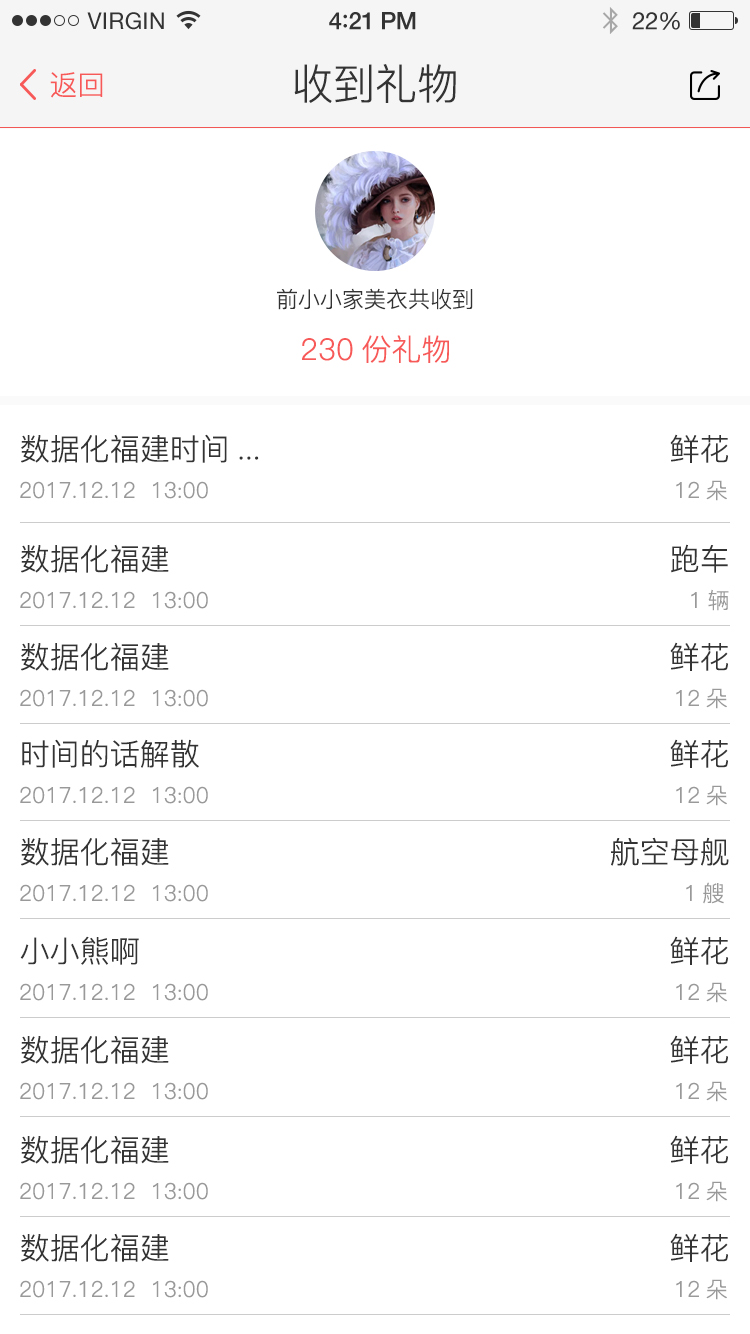 VIRGIN 4:21 PM 22%
返回 收到礼物
前小小家美衣共收到
230 份礼物
数据化福建时间 ... 鲜花
2017.12.12 13:00 12 朵
数据化福建 跑车
2017.12.12 13:00 1 辆
数据化福建 鲜花
2017.12.12 13:00 12 朵
时间的话解散 鲜花
2017.12.12 13:00 12 朵
数据化福建 航空母舰
2017.12.12 13:00 1 艘
小小熊啊 鲜花
2017.12.12 13:00 12 朵
数据化福建 鲜花
2017.12.12 13:00 12 朵
数据化福建 鲜花
2017.12.12 13:00 12 朵
数据化福建 鲜花
2017.12.12 13:00 12 朵